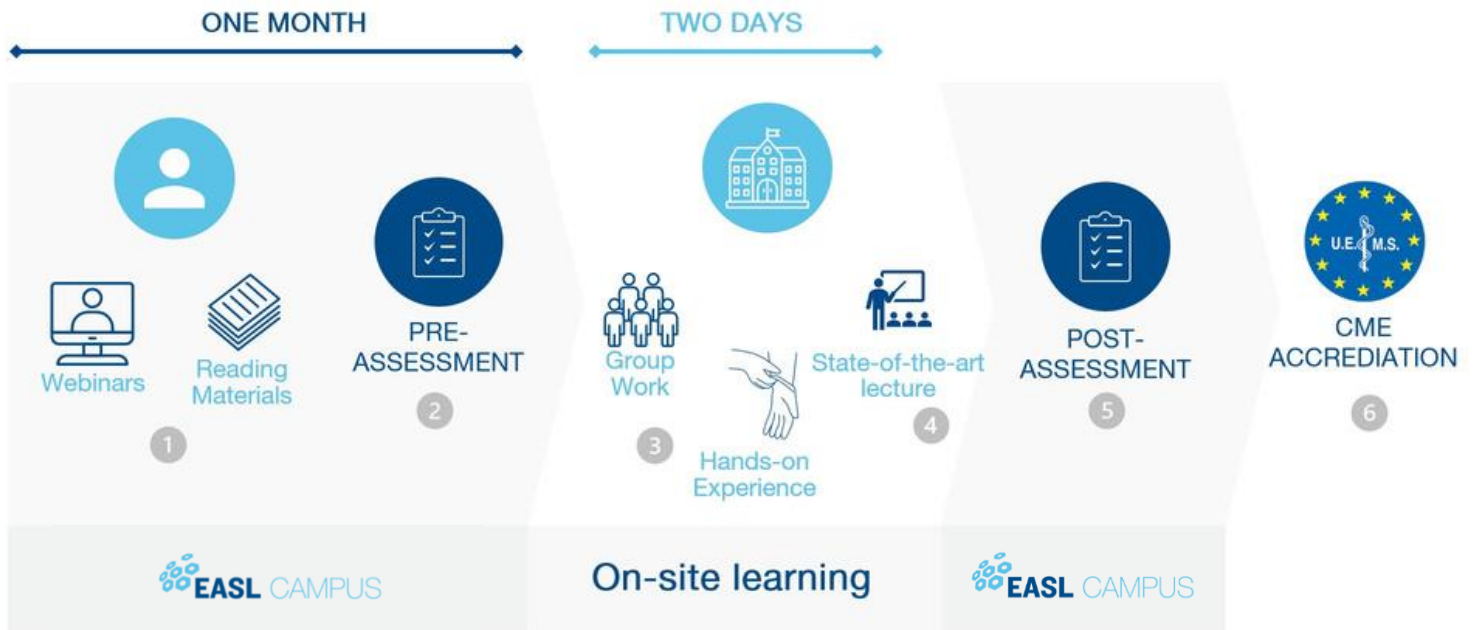 ONE MONTH
TWO DAYS
Webinars
Reading
Materials
1
PRE-
ASSESSMENT
2
Group
Work
3
Hands-on
Experience
State-of-the-art
lecture
4
POST-
ASSESSMENT
5
U.E.M.S.
CME
ACCREDIATION
6
EASL CAMPUS
On-site learning
EASL CAMPUS